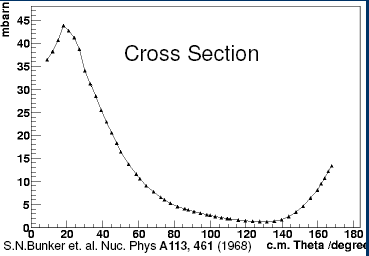 mbarn
45
40
35
30
25
20
15
10
5
0
Cross Section
0 20 40 60 80 100 120 140 160 180
S.N.Bunker et. al. Nuc. Phys A113, 461 (1968)
c.m. Theta /degree